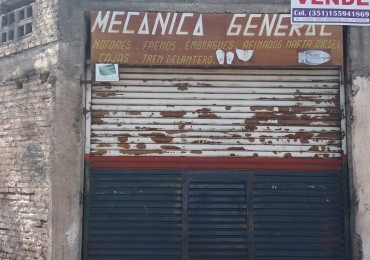 VENDE
Cel. (351)155941869
MECANICA GENERAL
MOTORES . FRENOS . EMBRAGUES . AFINADOS NAFTA DIESEL
CAJAS . TREN DELANTERO.